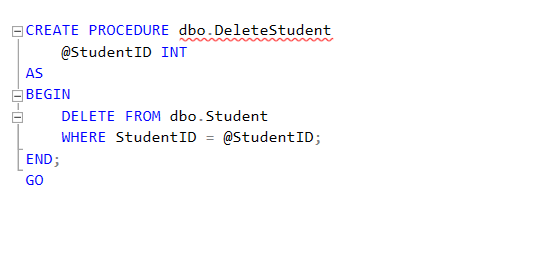 CREATE PROCEDURE dbo.DeleteStudent
@StudentID INT
AS
BEGIN
DELETE FROM dbo.Student
WHERE StudentID = @StudentID;
END;
GO